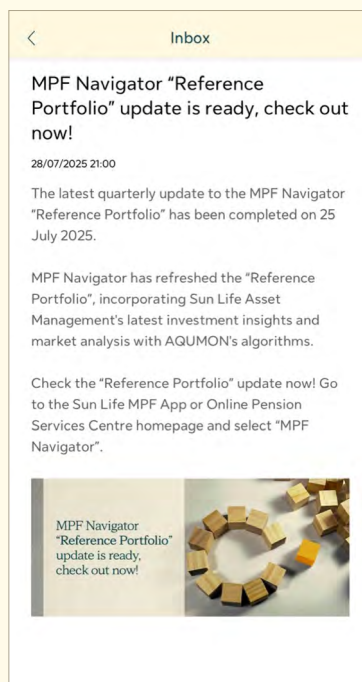 Inbox
MPF Navigator “Reference
Portfolio” update is ready, check out
now!
28/07/2025 21:00
The latest quarterly update to the MPF Navigator
“Reference Portfolio” has been completed on 25
July 2025.
MPF Navigator has refreshed the “Reference
Portfolio”, incorporating Sun Life Asset
Management's latest investment insights and
market analysis with AQUMON's algorithms.
Check the “Reference Portfolio” update now! Go
to the Sun Life MPF App or Online Pension
Services Centre homepage and select “MPF
Navigator”.
MPF Navigator
“Reference Portfolio”
update is ready,
check out now!